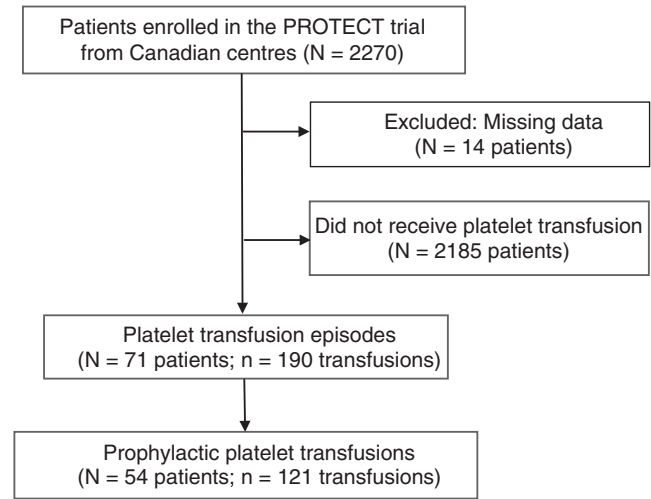 Patients enrolled in the PROTECT trial
from Canadian centres (N = 2270)
Excluded: Missing data
(N = 14 patients)
Did not receive platelet transfusion
(N = 2185 patients)
Platelet transfusion episodes
(N = 71 patients; n = 190 transfusions)
Prophylactic platelet transfusions
(N = 54 patients; n = 121 transfusions)